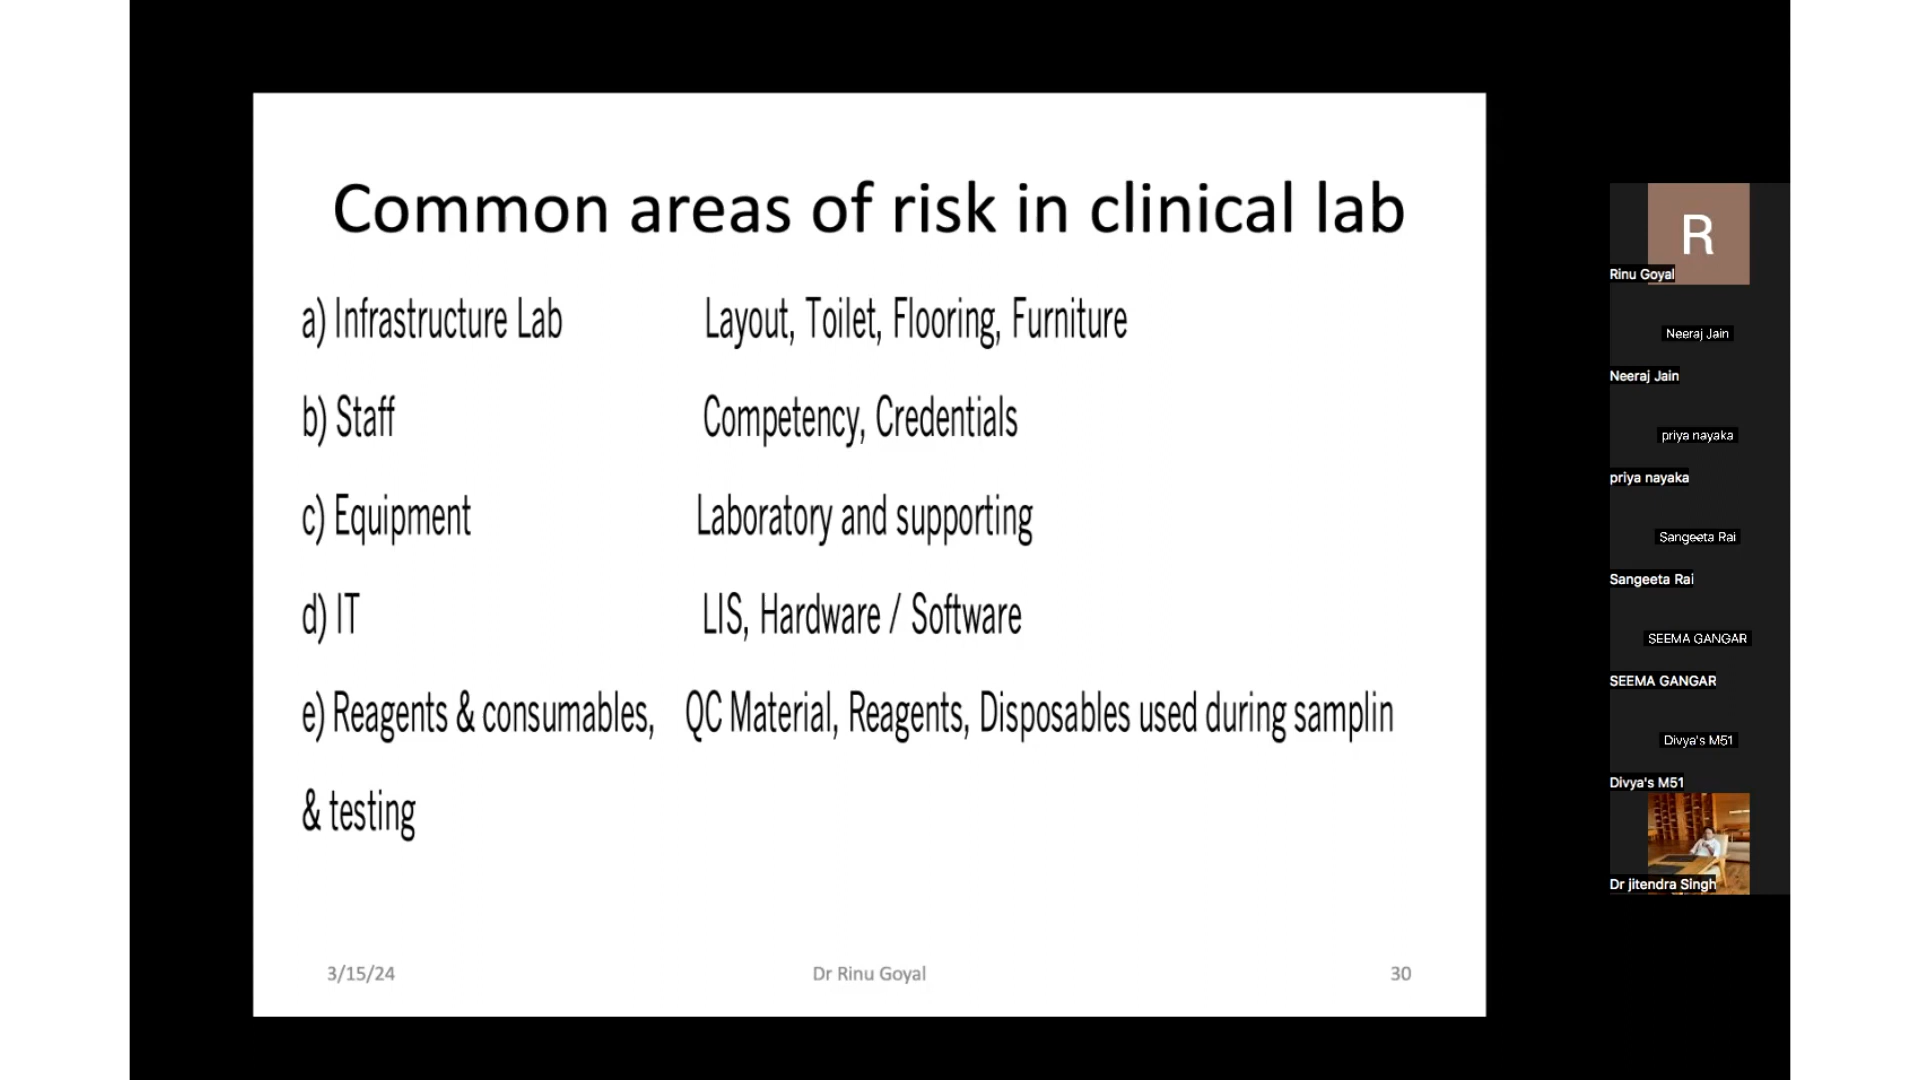 Common areas of risk in clinical lab
a) Infrastructure Lab Layout, Toilet, Flooring, Furniture
b) Staff Competency, Credentials
c) Equipment Laboratory and supporting
d) IT LIS, Hardware / Software
e) Reagents & consumables, QC Material, Reagents, Disposables used during samplin
& testing
3/15/24 Dr Rinu Goyal 30
R
Rinu Goyal
Neeraj Jain
Neeraj Jain
priya nayaka
priya nayaka
Sangeeta Rai
Sangeeta Rai
SEEMA GANGAR
SEEMA GANGAR
Divya's M51
Divya's M51
Dr jitendra Singh